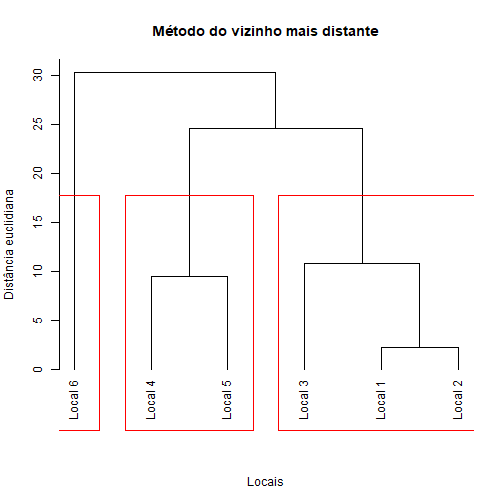 Método do vizinho mais distante
Distância euclidiana
30
25
20
15
10
5
0
Local 6
Local 4
Local 5
Local 3
Local 1
Local 2
Locais